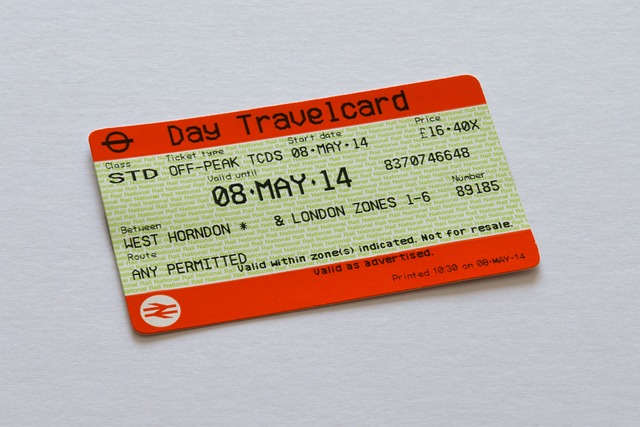 Day Travelcard
Class Ticket type Start date Price
STD OFF-PEAK TCDS 08·MAY·14 £16·40X
Valid until
08·MAY·14 8370746648
Number
Between
WEST HORNDON * & LONDON ZONES 1-6 89185
Route
ANY PERMITTED Valid within zone(s) indicated. Not for resale.
Valid as advertised.
Printed 10:30 on 08·MAY·14